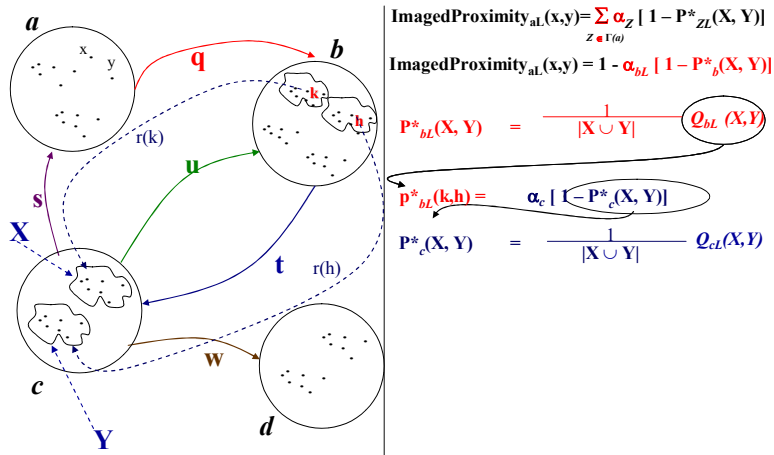 a
x
y
q
b
k
h
r(k)
u
s
X
t
r(h)
c
w
d
Y
ImagedProximity_aL(x,y)= Σ α_Z [ 1 – P*_ZL(X, Y)]
Z ∈ Γ(a)
ImagedProximity_aL(x,y) = 1 - α_bL [ 1 – P*_b(X, Y)]
P*_bL(X, Y) = 1 / |X ∪ Y| Q_bL (X,Y)
p*_bL(k,h) = α_c [ 1 – P*_c(X, Y)]
P*_c(X, Y) = 1 / |X ∪ Y| Q_cL(X,Y)